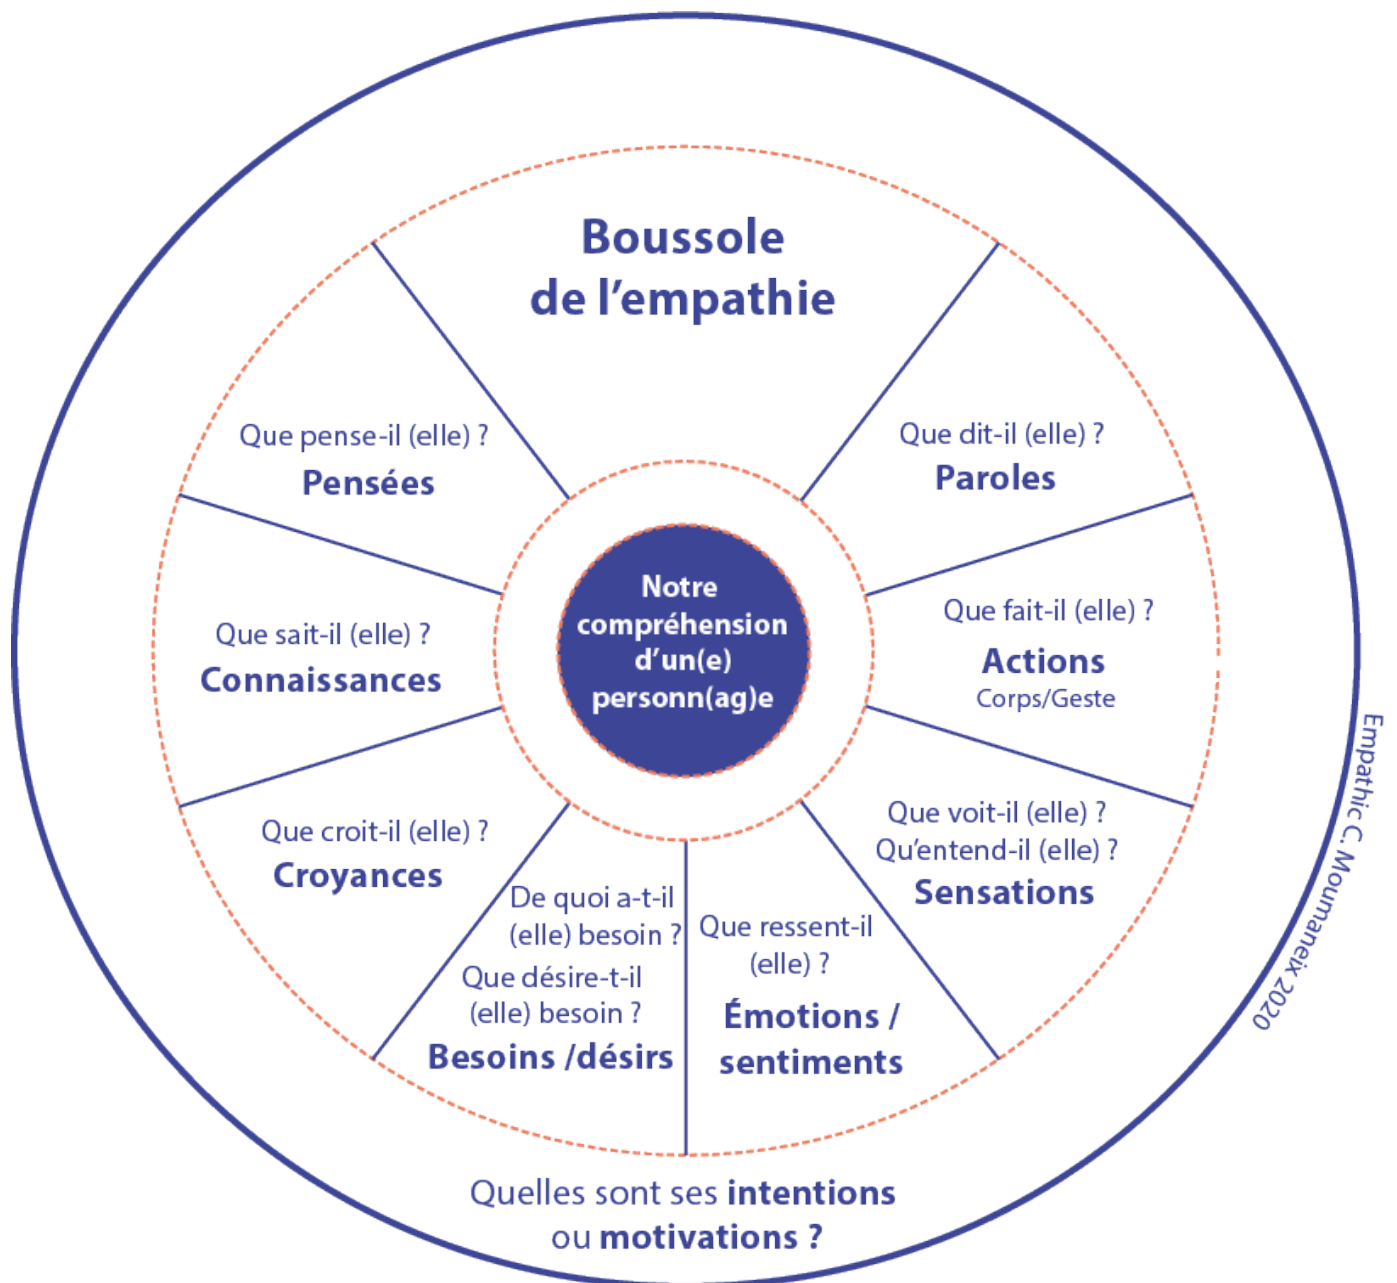 Boussole
de l'empathie
Que dit-il (elle) ?
Paroles
Que fait-il (elle) ?
Actions
Corps/Geste
Que voit-il (elle) ?
Qu'entend-il (elle) ?
Sensations
Que ressent-il
(elle) ?
Émotions /
sentiments
De quoi a-t-il
(elle) besoin ?
Que désire-t-il
(elle) besoin ?
Besoins /désirs
Que croit-il (elle) ?
Croyances
Que sait-il (elle) ?
Connaissances
Que pense-il (elle) ?
Pensées
Notre
compréhension
d'un(e)
personn(ag)e
Quelles sont ses intentions
ou motivations ?
Empathic C. Moumaneix 2020